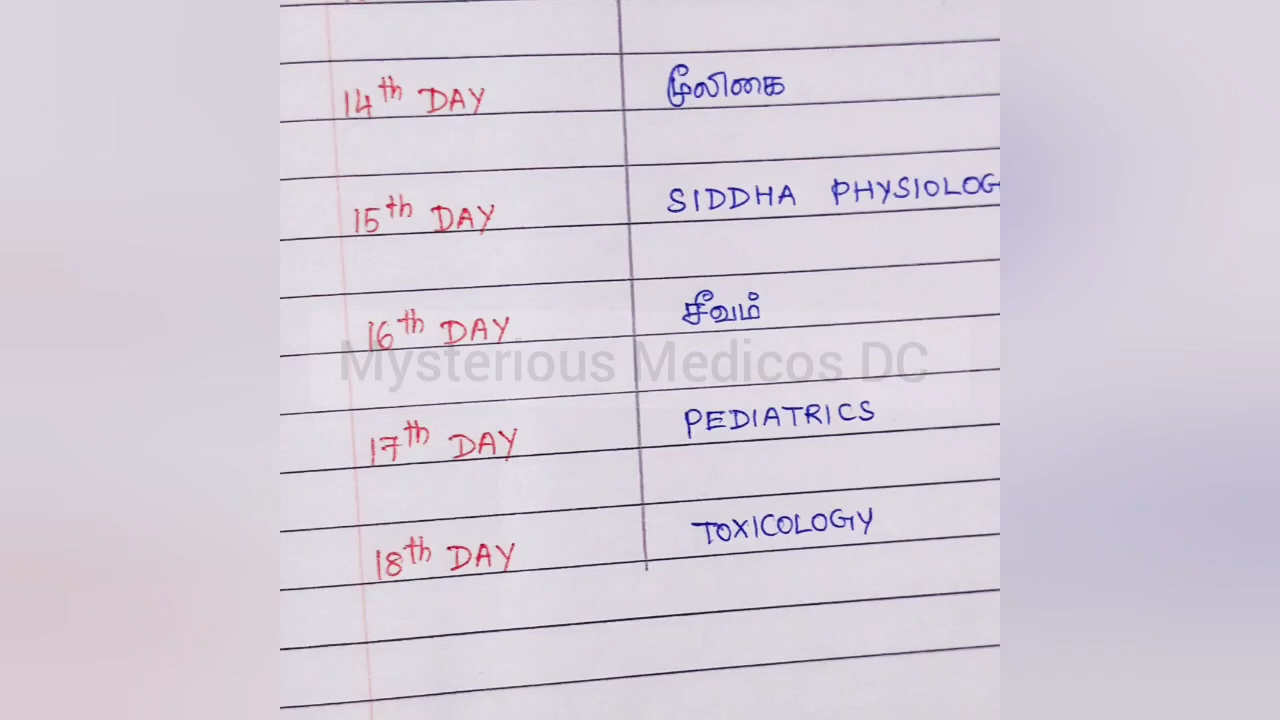 14th DAY மூலிகை
15th DAY SIDDHA PHYSIOLOG
16th DAY சீவம்
Mysterious Medicos DC
17th DAY PEDIATRICS
18th DAY TOXICOLOGY